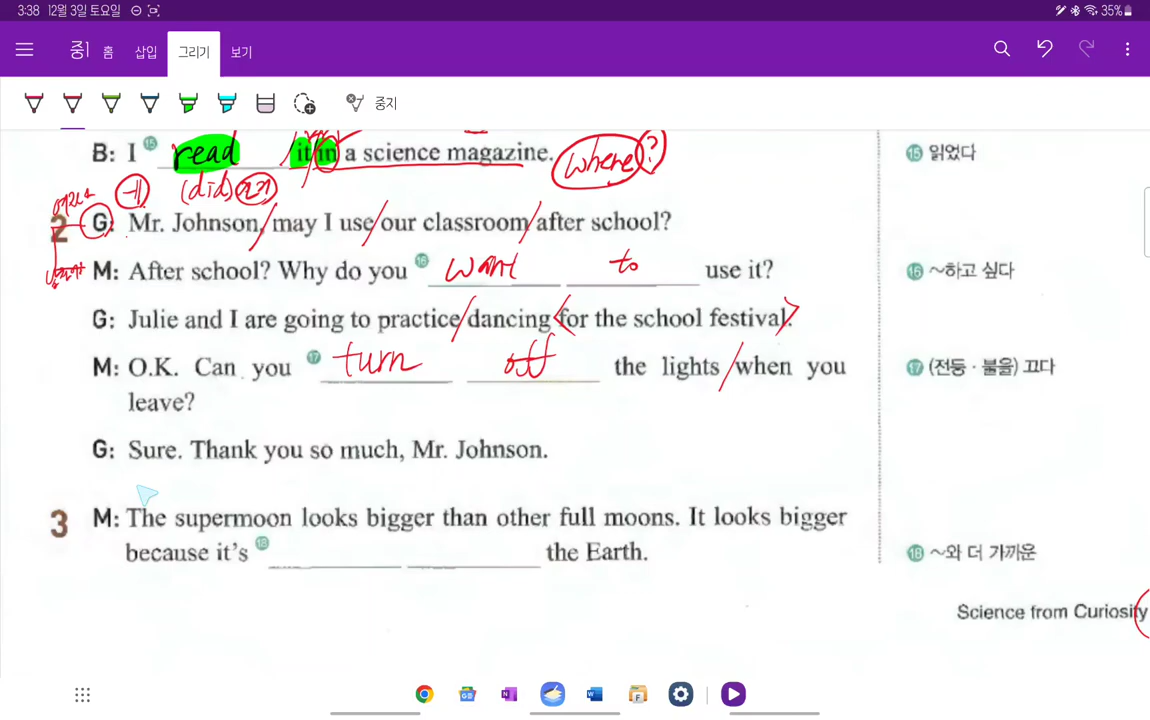 3:38 12월 3일 토요일 35%
중1 홈 삽입 그리기 보기
중지
B: I ⑮ read it in a science magazine. where?
⑮ 읽었다
(did)
2 G: Mr. Johnson, / may I use / our classroom / after school?
M: After school? Why do you ⑯ want to use it?
⑯ ~하고 싶다
G: Julie and I are going to practice / dancing <for the school festival.>
M: O.K. Can you ⑰ turn off the lights / when you
⑰ (전등·불을) 끄다
leave?
G: Sure. Thank you so much, Mr. Johnson.
3 M: The supermoon looks bigger than other full moons. It looks bigger
because it's ⑱ the Earth.
⑱ ~와 더 가까운
Science from Curiosity